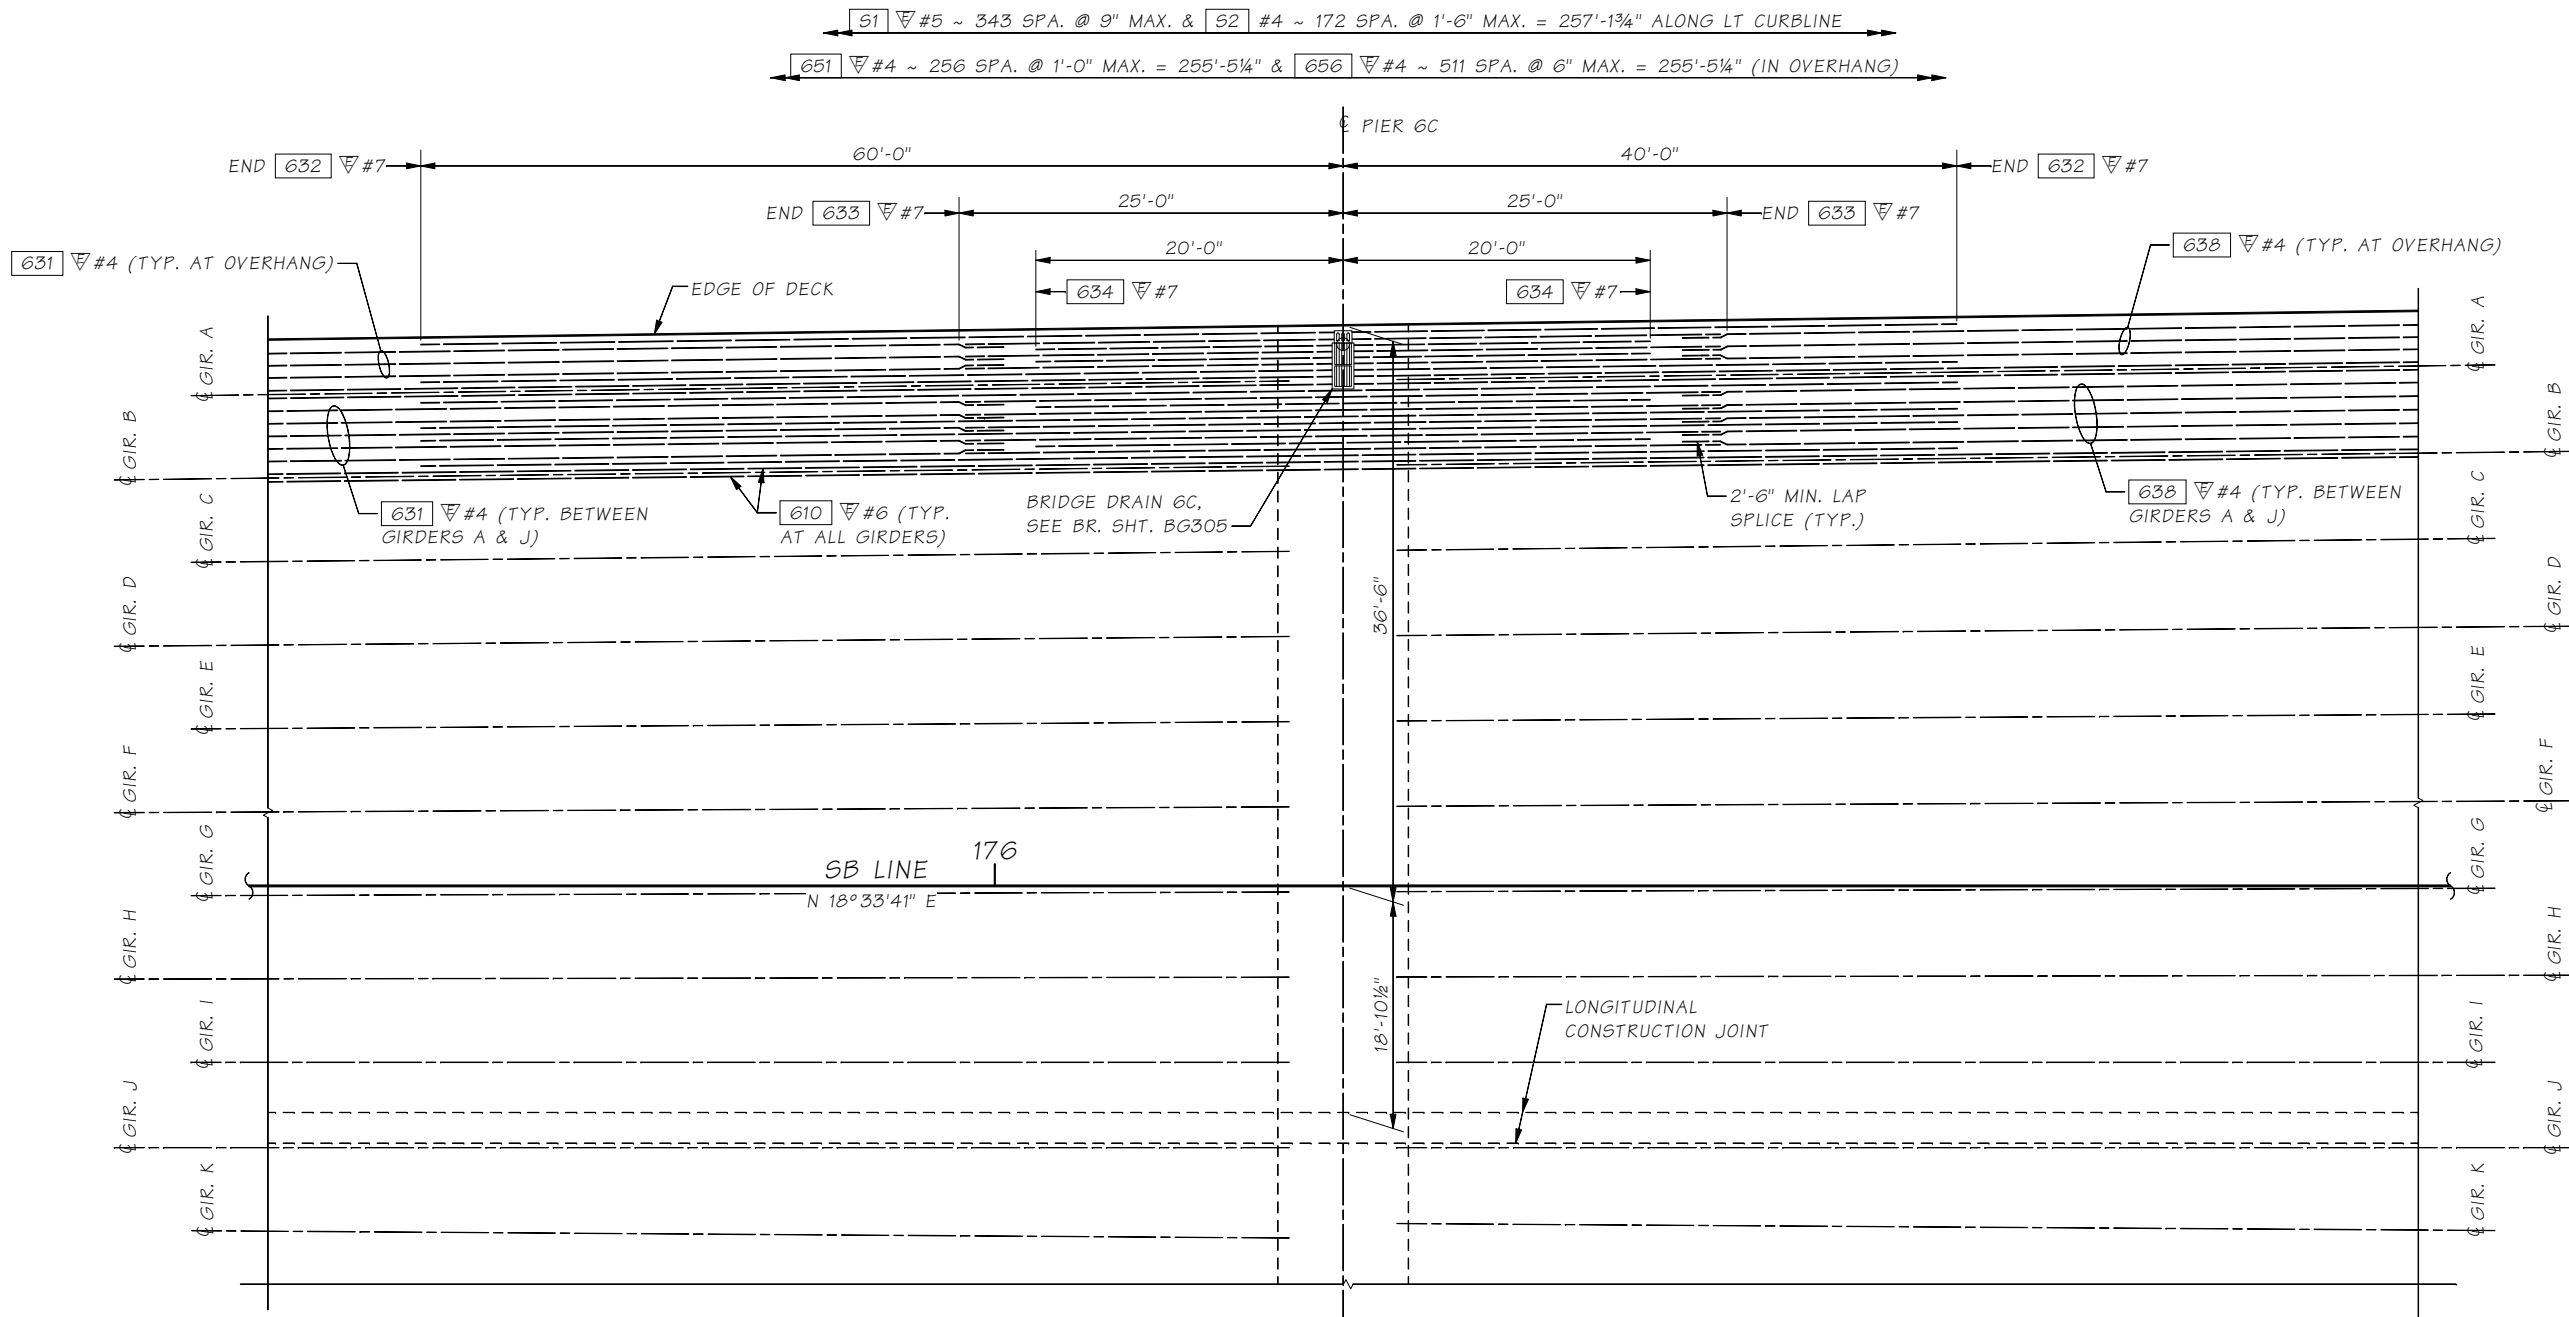 S1 E #5 ~ 343 SPA. @ 9" MAX. & S2 #4 ~ 172 SPA. @ 1'-6" MAX. = 257'-1¾" ALONG LT CURBLINE
651 E #4 ~ 256 SPA. @ 1'-0" MAX. = 255'-5¼" & 656 E #4 ~ 511 SPA. @ 6" MAX. = 255'-5¼" (IN OVERHANG)
℄ PIER 6C
60'-0"
40'-0"
END 632 E #7
END 632 E #7
25'-0"
25'-0"
END 633 E #7
END 633 E #7
20'-0"
20'-0"
631 E #4 (TYP. AT OVERHANG)
638 E #4 (TYP. AT OVERHANG)
EDGE OF DECK
634 E #7
634 E #7
℄ GIR. A
℄ GIR. A
℄ GIR. B
℄ GIR. B
631 E #4 (TYP. BETWEEN
GIRDERS A & J)
610 E #6 (TYP.
AT ALL GIRDERS)
BRIDGE DRAIN 6C,
SEE BR. SHT. BG305
2'-6" MIN. LAP
SPLICE (TYP.)
638 E #4 (TYP. BETWEEN
GIRDERS A & J)
℄ GIR. C
℄ GIR. C
℄ GIR. D
℄ GIR. D
36'-6"
℄ GIR. E
℄ GIR. E
℄ GIR. F
℄ GIR. F
℄ GIR. G
℄ GIR. G
SB LINE
176
N 18°33'41" E
℄ GIR. H
℄ GIR. H
18'-10½"
LONGITUDINAL
CONSTRUCTION JOINT
℄ GIR. I
℄ GIR. I
℄ GIR. J
℄ GIR. J
℄ GIR. K
℄ GIR. K